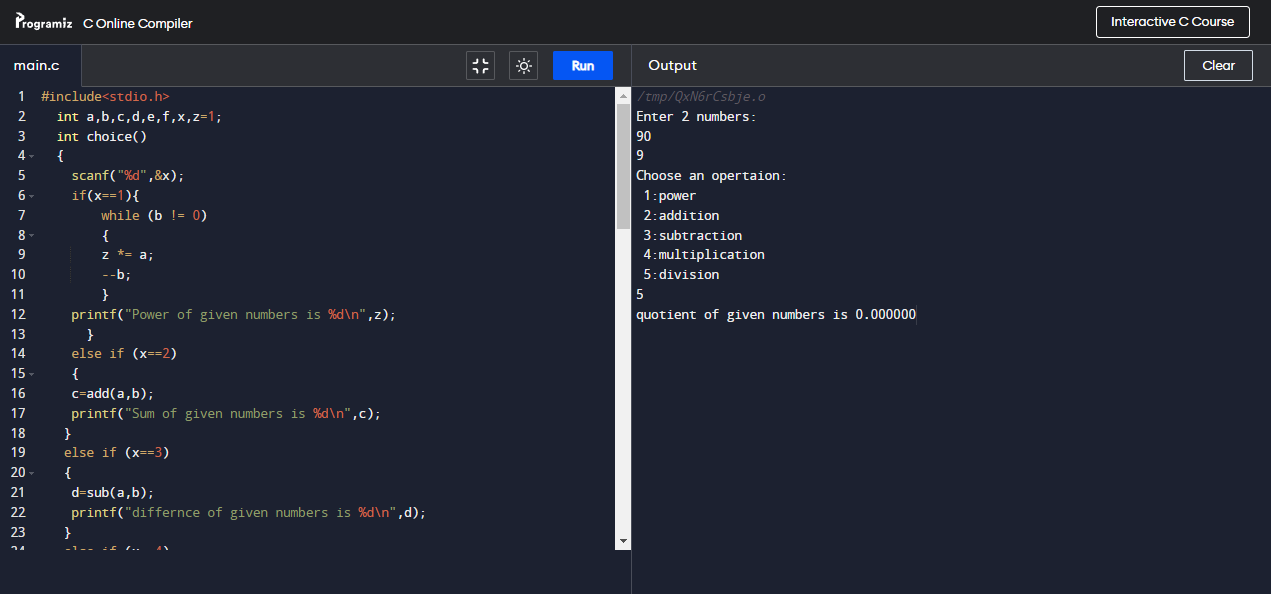 Programiz C Online Compiler
Interactive C Course
main.c
Run
Output
Clear
1 #include<stdio.h>
2 int a,b,c,d,e,f,x,z=1;
3 int choice()
4 {
5 scanf("%d",&x);
6 if(x==1){
7 while (b != 0)
8 {
9 z *= a;
10 --b;
11 }
12 printf("Power of given numbers is %d\n",z);
13 }
14 else if (x==2)
15 {
16 c=add(a,b);
17 printf("Sum of given numbers is %d\n",c);
18 }
19 else if (x==3)
20 {
21 d=sub(a,b);
22 printf("differnce of given numbers is %d\n",d);
23 }
24 else if (x==4)
/tmp/QxN6rCsbje.o
Enter 2 numbers:
90
9
Choose an opertaion:
1:power
2:addition
3:subtraction
4:multiplication
5:division
5
quotient of given numbers is 0.000000